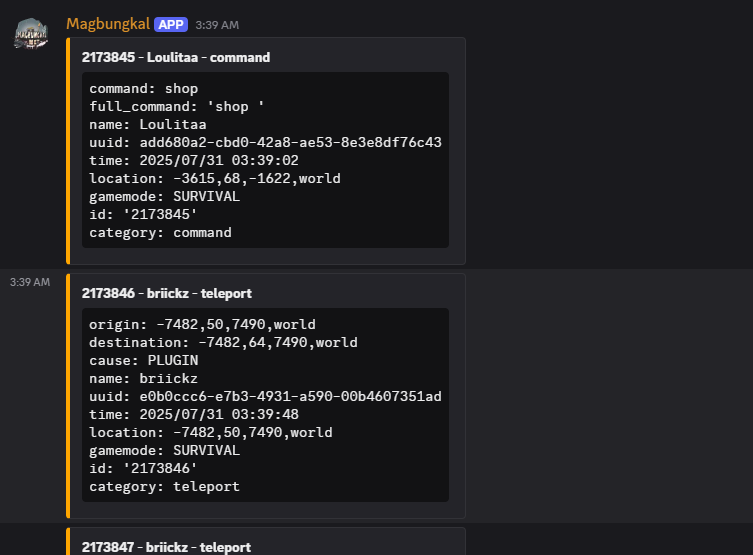 Magbungkal APP 3:39 AM
2173845 - Loulitaa - command
command: shop
full_command: 'shop '
name: Loulitaa
uuid: add680a2-cbd0-42a8-ae53-8e3e8df76c43
time: 2025/07/31 03:39:02
location: -3615,68,-1622,world
gamemode: SURVIVAL
id: '2173845'
category: command
3:39 AM
2173846 - briickz - teleport
origin: -7482,50,7490,world
destination: -7482,64,7490,world
cause: PLUGIN
name: briickz
uuid: e0b0ccc6-e7b3-4931-a590-00b4607351ad
time: 2025/07/31 03:39:48
location: -7482,50,7490,world
gamemode: SURVIVAL
id: '2173846'
category: teleport
2173847 - briickz - teleport